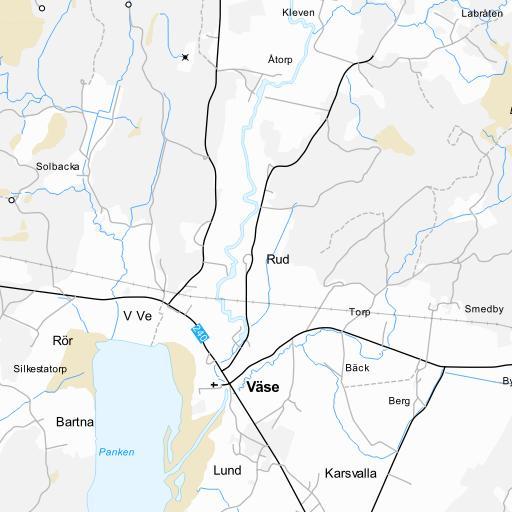 Kleven
Labråten
Åtorp
Solbacka
Rud
V Ve
Torp
Smedby
240
Rör
Silkestatorp
Bäck
By
Väse
Berg
Bartna
Panken
Lund
Karsvalla